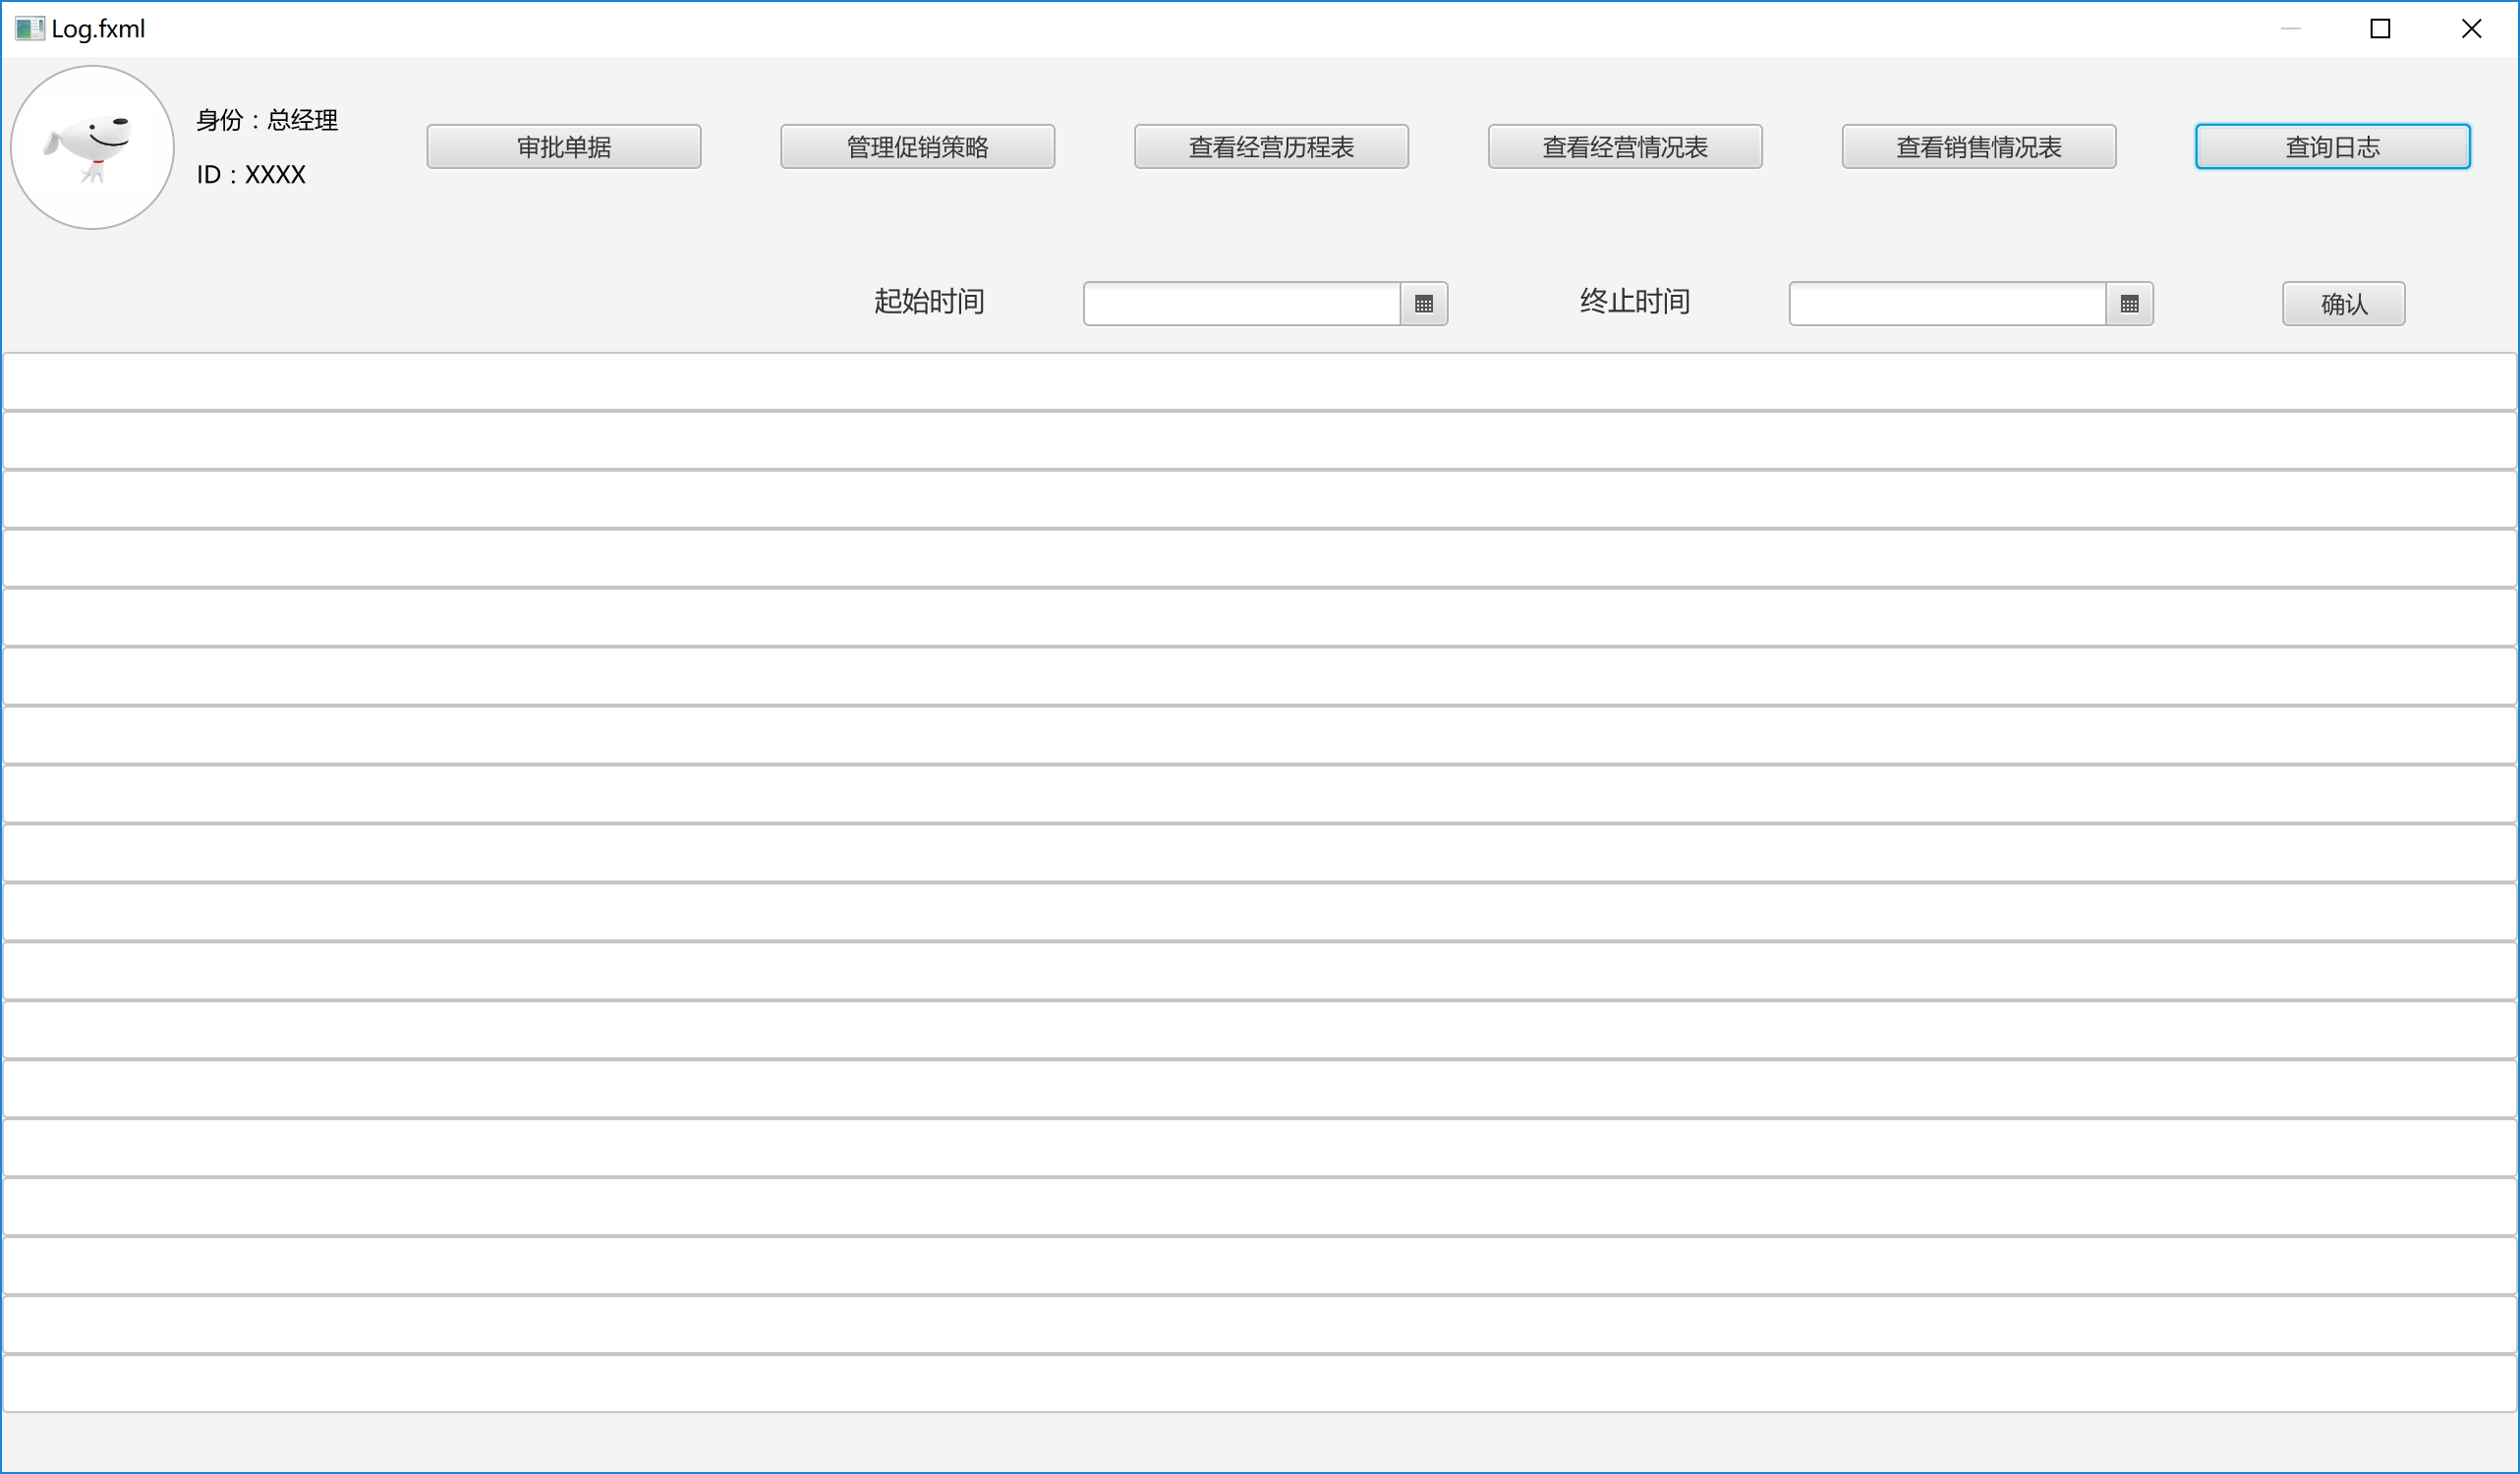 Log.fxml
身份：总经理
ID：XXXX
审批单据
管理促销策略
查看经营历程表
查看经营情况表
查看销售情况表
查询日志
起始时间
终止时间
确认